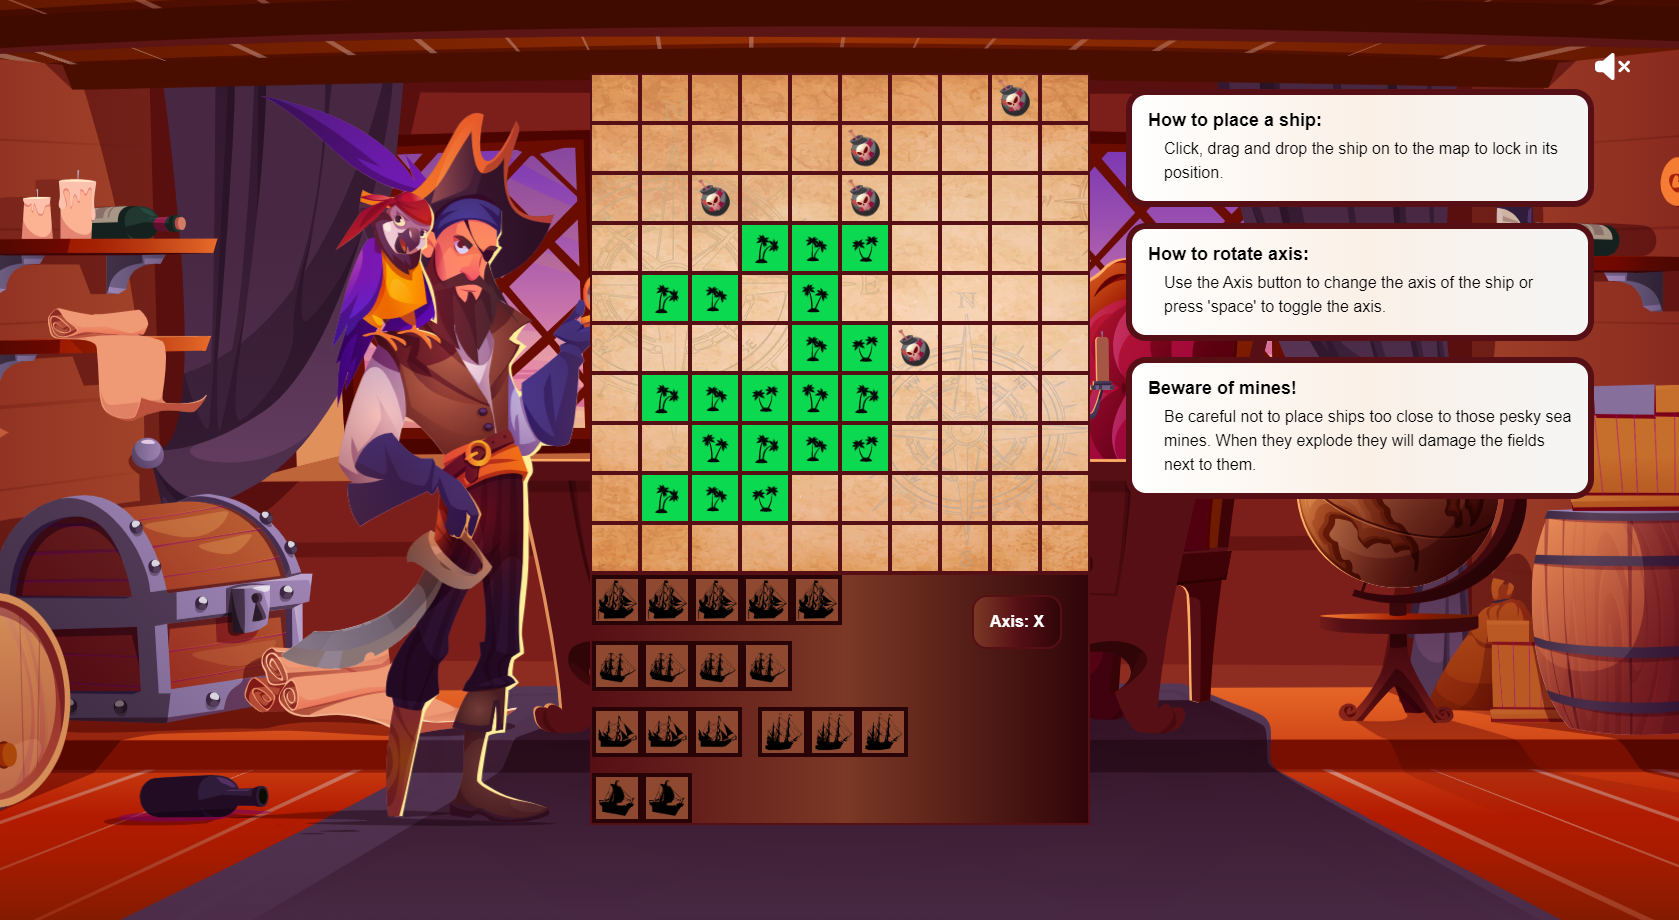 How to place a ship:
Click, drag and drop the ship on to the map to lock in its
position.
How to rotate axis:
Use the Axis button to change the axis of the ship or
press 'space' to toggle the axis.
Beware of mines!
Be careful not to place ships too close to those pesky sea
mines. When they explode they will damage the fields
next to them.
E
N
Axis: X